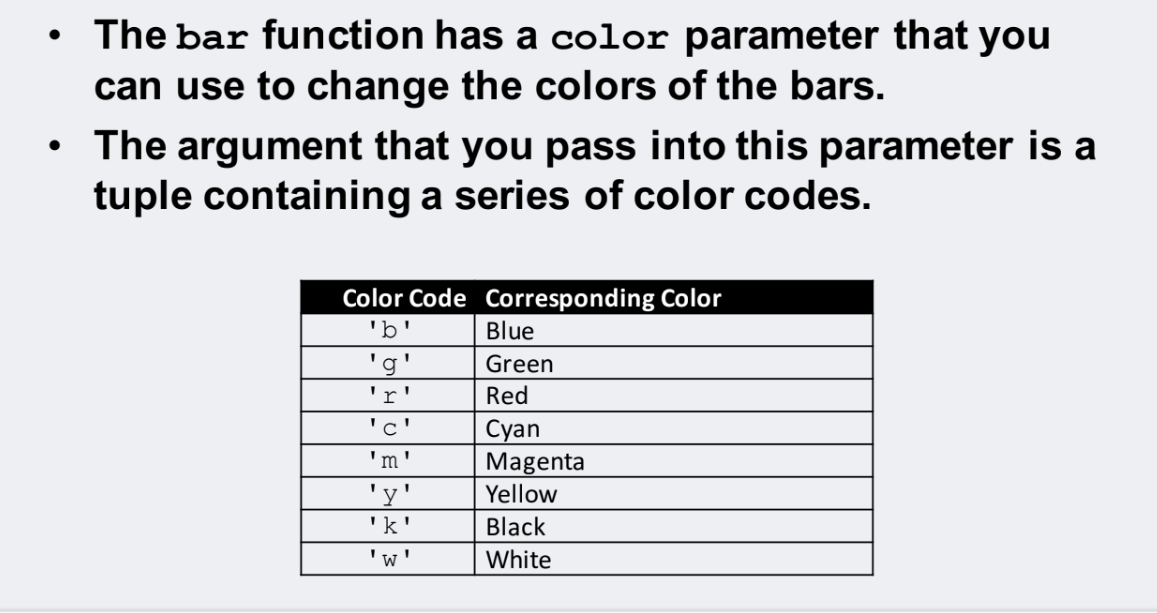 • The bar function has a color parameter that you
can use to change the colors of the bars.
• The argument that you pass into this parameter is a
tuple containing a series of color codes.
Color Code Corresponding Color
'b' Blue
'g' Green
'r' Red
'c' Cyan
'm' Magenta
'y' Yellow
'k' Black
'w' White